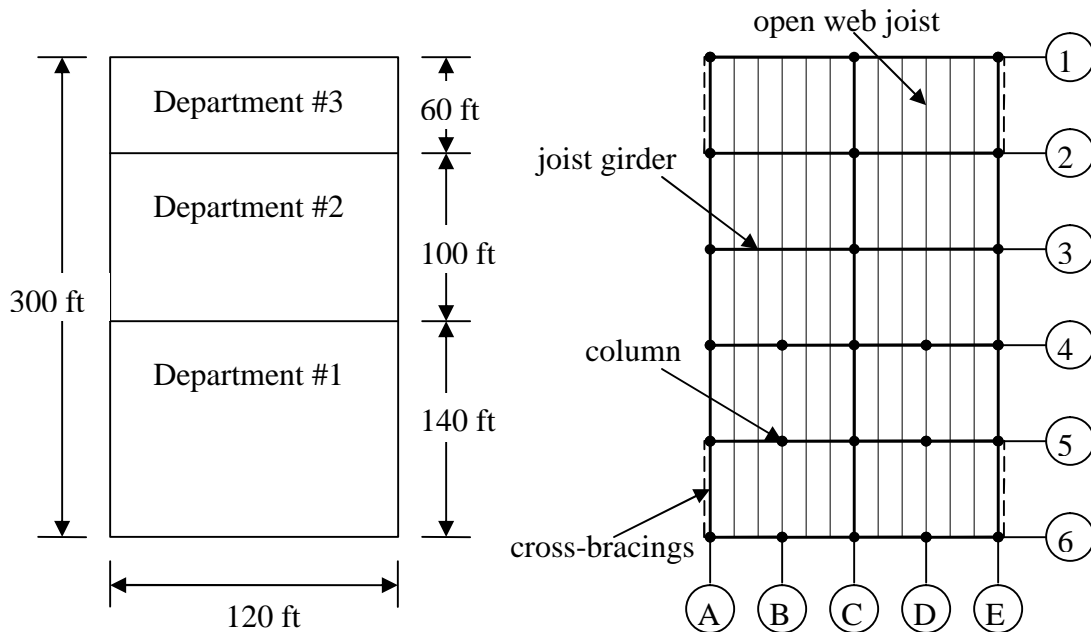 Department #3
Department #2
Department #1
300 ft
60 ft
100 ft
140 ft
120 ft
open web joist
joist girder
column
cross-bracings
1
2
3
4
5
6
A
B
C
D
E